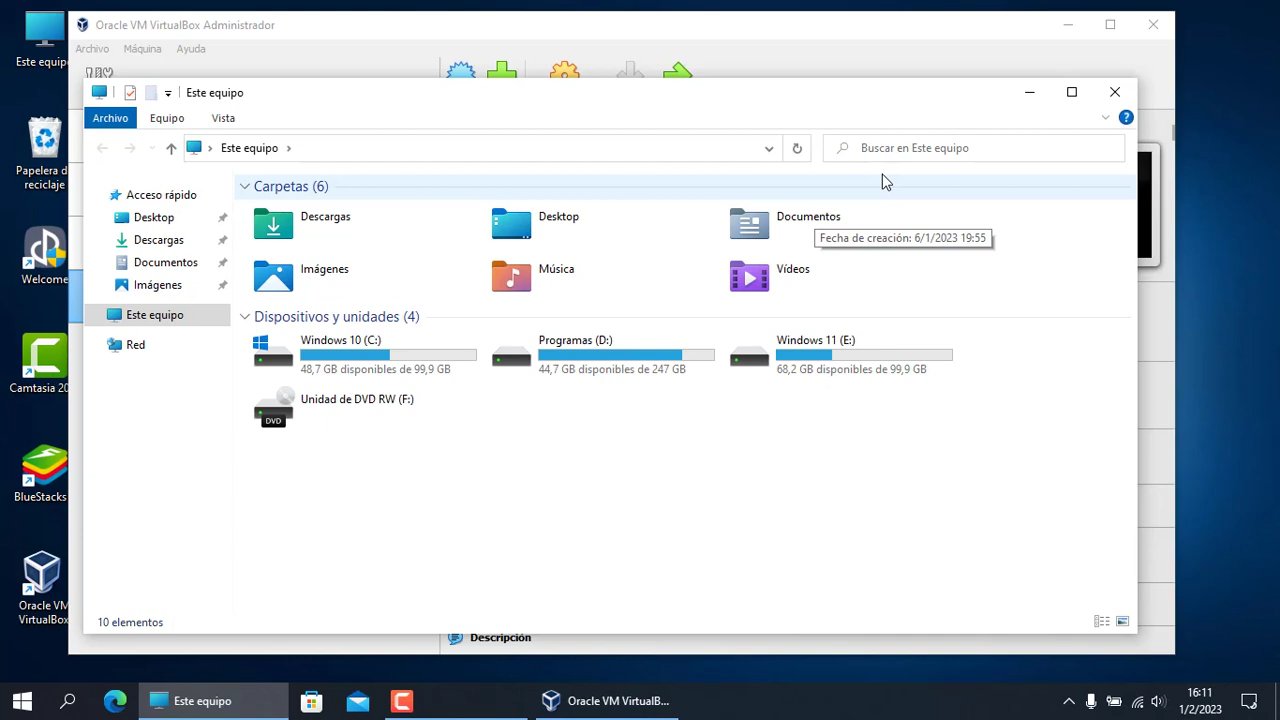 Oracle VM VirtualBox Administrador
Archivo Máquina Ayuda
Este equipo
Archivo Equipo Vista
Este equipo
Buscar en Este equipo
Acceso rápido
Desktop
Descargas
Documentos
Imágenes
Este equipo
Red
Carpetas (6)
Descargas
Desktop
Documentos
Fecha de creación: 6/1/2023 19:55
Imágenes
Música
Vídeos
Dispositivos y unidades (4)
Windows 10 (C:)
48,7 GB disponibles de 99,9 GB
Programas (D:)
44,7 GB disponibles de 247 GB
Windows 11 (E:)
68,2 GB disponibles de 99,9 GB
DVD
Unidad de DVD RW (F:)
10 elementos
Descripción
Este equipo
Papelera de
reciclaje
Welcome
Camtasia 20
BlueStacks
Oracle VM
VirtualBox
Este equipo
Oracle VM VirtualB...
16:11
1/2/2023